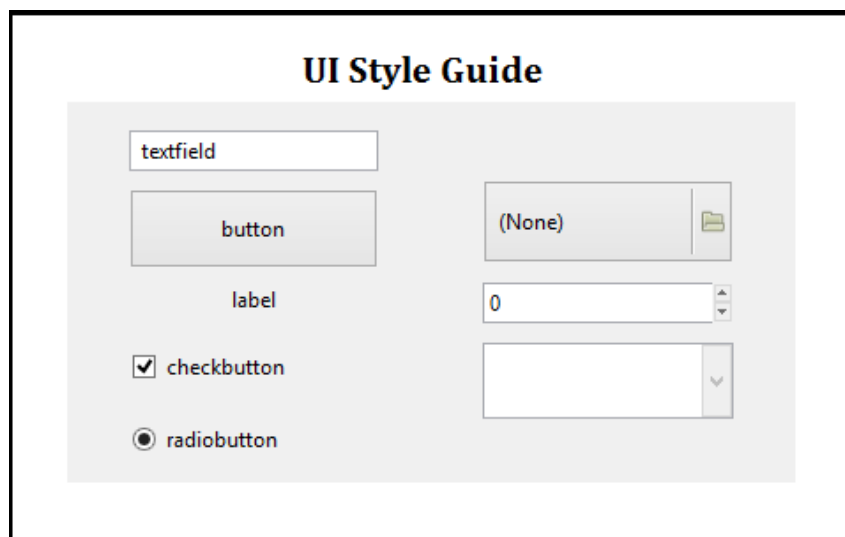 UI Style Guide
textfield
button
label
checkbutton
radiobutton
(None)
0